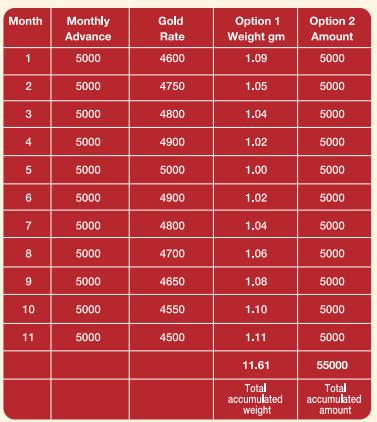 Month Monthly Advance Gold Rate Option 1 Weight gm Option 2 Amount
1 5000 4600 1.09 5000
2 5000 4750 1.05 5000
3 5000 4800 1.04 5000
4 5000 4900 1.02 5000
5 5000 5000 1.00 5000
6 5000 4900 1.02 5000
7 5000 4800 1.04 5000
8 5000 4700 1.06 5000
9 5000 4650 1.08 5000
10 5000 4550 1.10 5000
11 5000 4500 1.11 5000
11.61 55000
Total accumulated weight Total accumulated amount